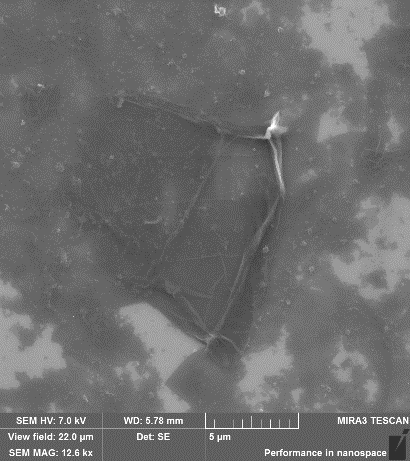 SEM HV: 7.0 kV
WD: 5.78 mm
MIRA3 TESCAN
View field: 22.0 µm
Det: SE
5 µm
SEM MAG: 12.6 kx
Performance in nanospace